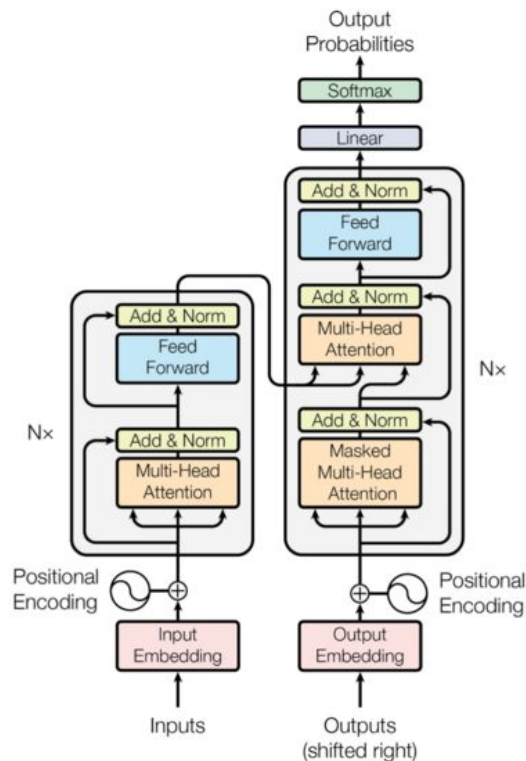 Output
Probabilities
Softmax
Linear
Add & Norm
Feed
Forward
Add & Norm
Multi-Head
Attention
Add & Norm
Masked
Multi-Head
Attention
N×
Add & Norm
Feed
Forward
Add & Norm
Multi-Head
Attention
N×
Positional
Encoding
Positional
Encoding
Input
Embedding
Output
Embedding
Inputs
Outputs
(shifted right)